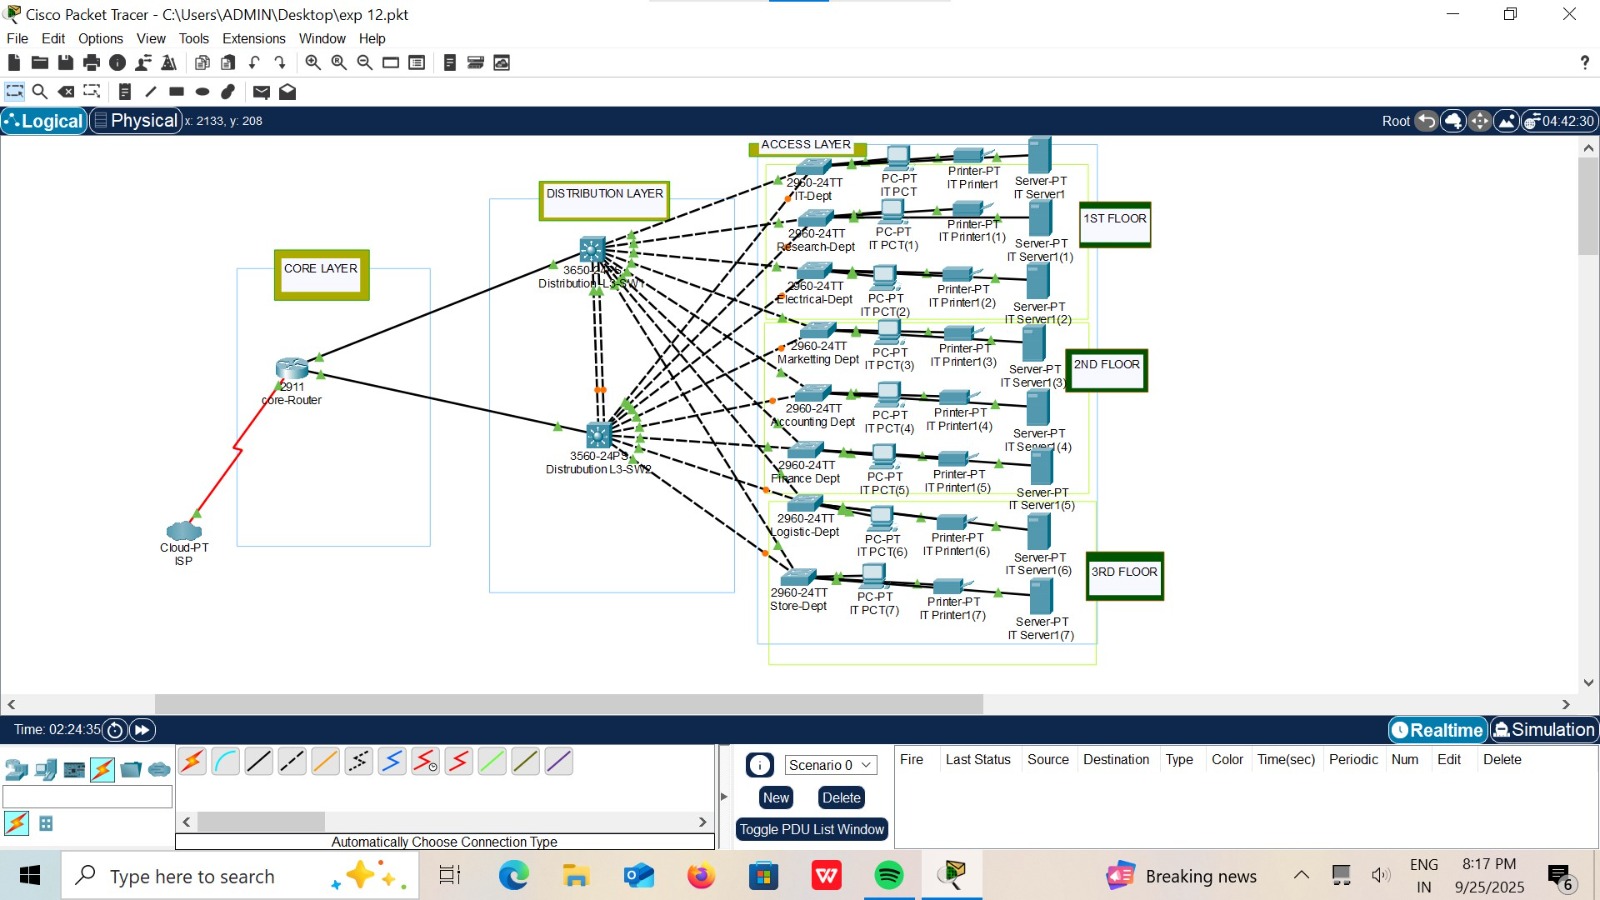 Cisco Packet Tracer - C:\Users\ADMIN\Desktop\exp 12.pkt
File Edit Options View Tools Extensions Window Help
?
Logical Physical x: 2133, y: 208
Root 04:42:30
ACCESS LAYER
DISTRIBUTION LAYER
CORE LAYER
1ST FLOOR
2ND FLOOR
3RD FLOOR
2911
core-Router
Cloud-PT
ISP
3650-24PS
Distribution L3-SW1
3560-24PS
Distrubution L3-SW2
2950-24TT
IT-Dept
PC-PT
IT PCT
Printer-PT
IT Printer1
Server-PT
IT Server1
2960-24TT
Research-Dept
PC-PT
IT PCT(1)
Printer-PT
IT Printer1(1)
Server-PT
IT Server1(1)
2960-24TT
Electrical-Dept
PC-PT
IT PCT(2)
Printer-PT
IT Printer1(2)
Server-PT
IT Server1(2)
2960-24TT
Marketting Dept
PC-PT
IT PCT(3)
Printer-PT
IT Printer1(3)
Server-PT
IT Server1(3)
2960-24TT
Accounting Dept
PC-PT
IT PCT(4)
Printer-PT
IT Printer1(4)
Server-PT
IT Server1(4)
2960-24TT
Finance Dept
PC-PT
IT PCT(5)
Printer-PT
IT Printer1(5)
Server-PT
IT Server1(5)
2960-24TT
Logistic-Dept
PC-PT
IT PCT(6)
Printer-PT
IT Printer1(6)
Server-PT
IT Server1(6)
2960-24TT
Store-Dept
PC-PT
IT PCT(7)
Printer-PT
IT Printer1(7)
Server-PT
IT Server1(7)
Time: 02:24:35
Realtime Simulation
Scenario 0
New Delete
Toggle PDU List Window
Fire Last Status Source Destination Type Color Time(sec) Periodic Num Edit Delete
Automatically Choose Connection Type
Type here to search
Breaking news
ENG
IN
8:17 PM
9/25/2025
6